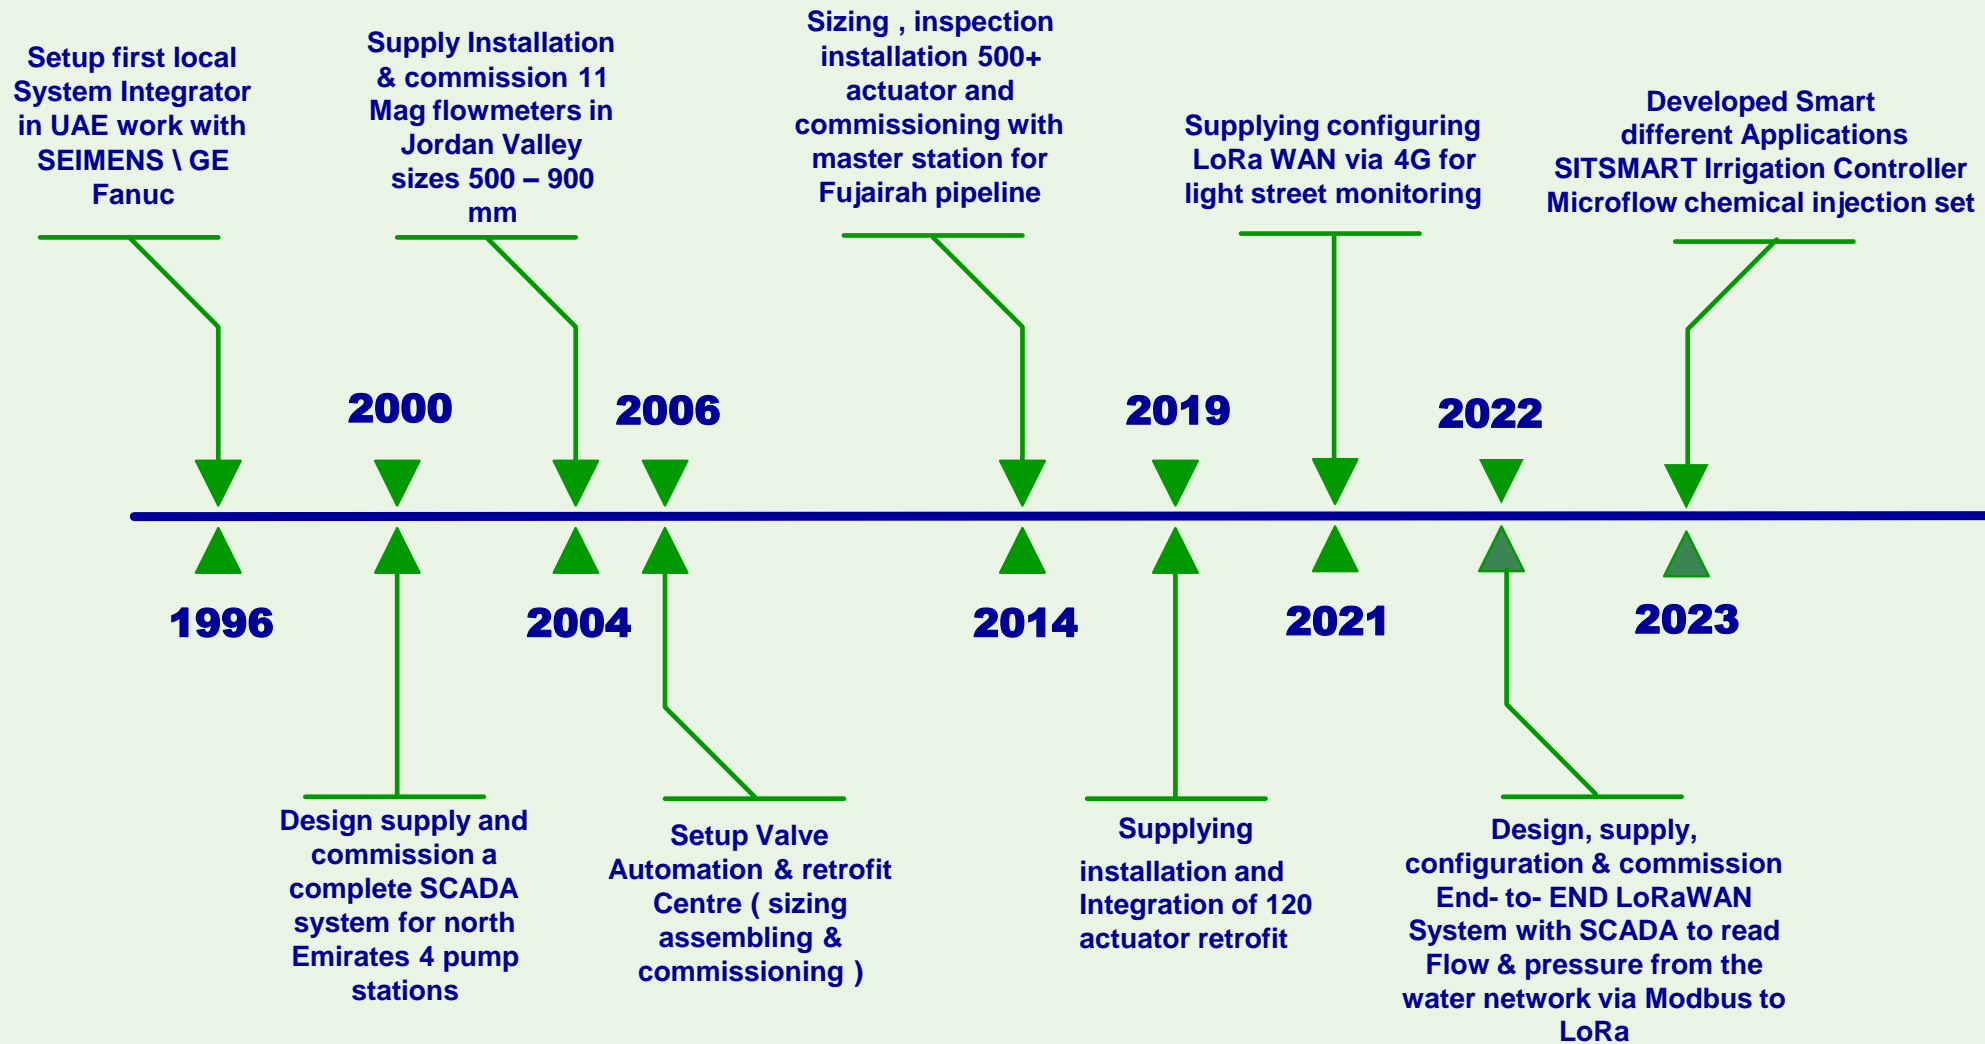 Setup first local
System Integrator
in UAE work with
SEIMENS \ GE
Fanuc
Supply Installation
& commission 11
Mag flowmeters in
Jordan Valley
sizes 500 – 900
mm
Sizing , inspection
installation 500+
actuator and
commissioning with
master station for
Fujairah pipeline
Supplying configuring
LoRa WAN via 4G for
light street monitoring
Developed Smart
different Applications
SITSMART Irrigation Controller
Microflow chemical injection set
2000
2006
2019
2022
1996
2004
2014
2021
2023
Design supply and
commission a
complete SCADA
system for north
Emirates 4 pump
stations
Setup Valve
Automation & retrofit
Centre ( sizing
assembling &
commissioning )
Supplying
installation and
Integration of 120
actuator retrofit
Design, supply,
configuration & commission
End- to- END LoRaWAN
System with SCADA to read
Flow & pressure from the
water network via Modbus to
LoRa